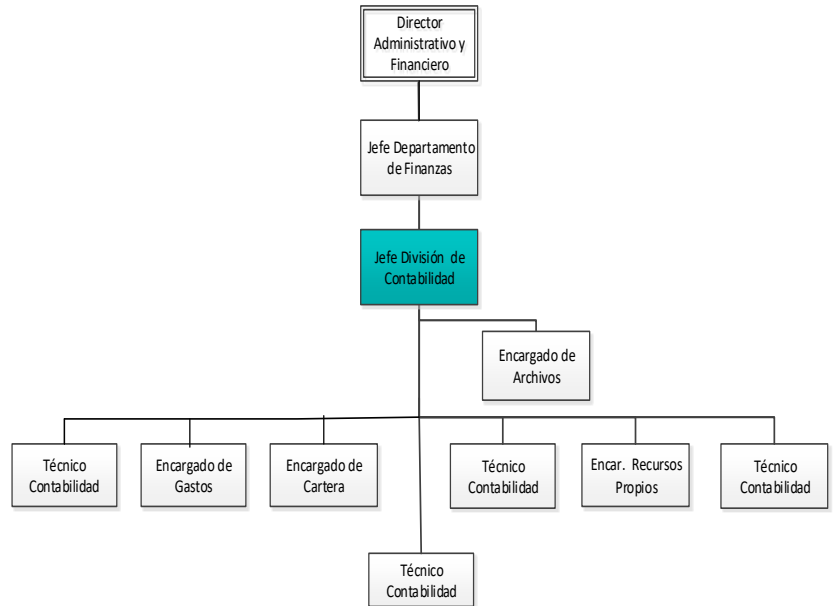 Director
Administrativo y
Financiero
Jefe Departamento
de Finanzas
Jefe División de
Contabilidad
Encargado de
Archivos
Técnico
Contabilidad
Encargado de
Gastos
Encargado de
Cartera
Técnico
Contabilidad
Encar. Recursos
Propios
Técnico
Contabilidad
Técnico
Contabilidad